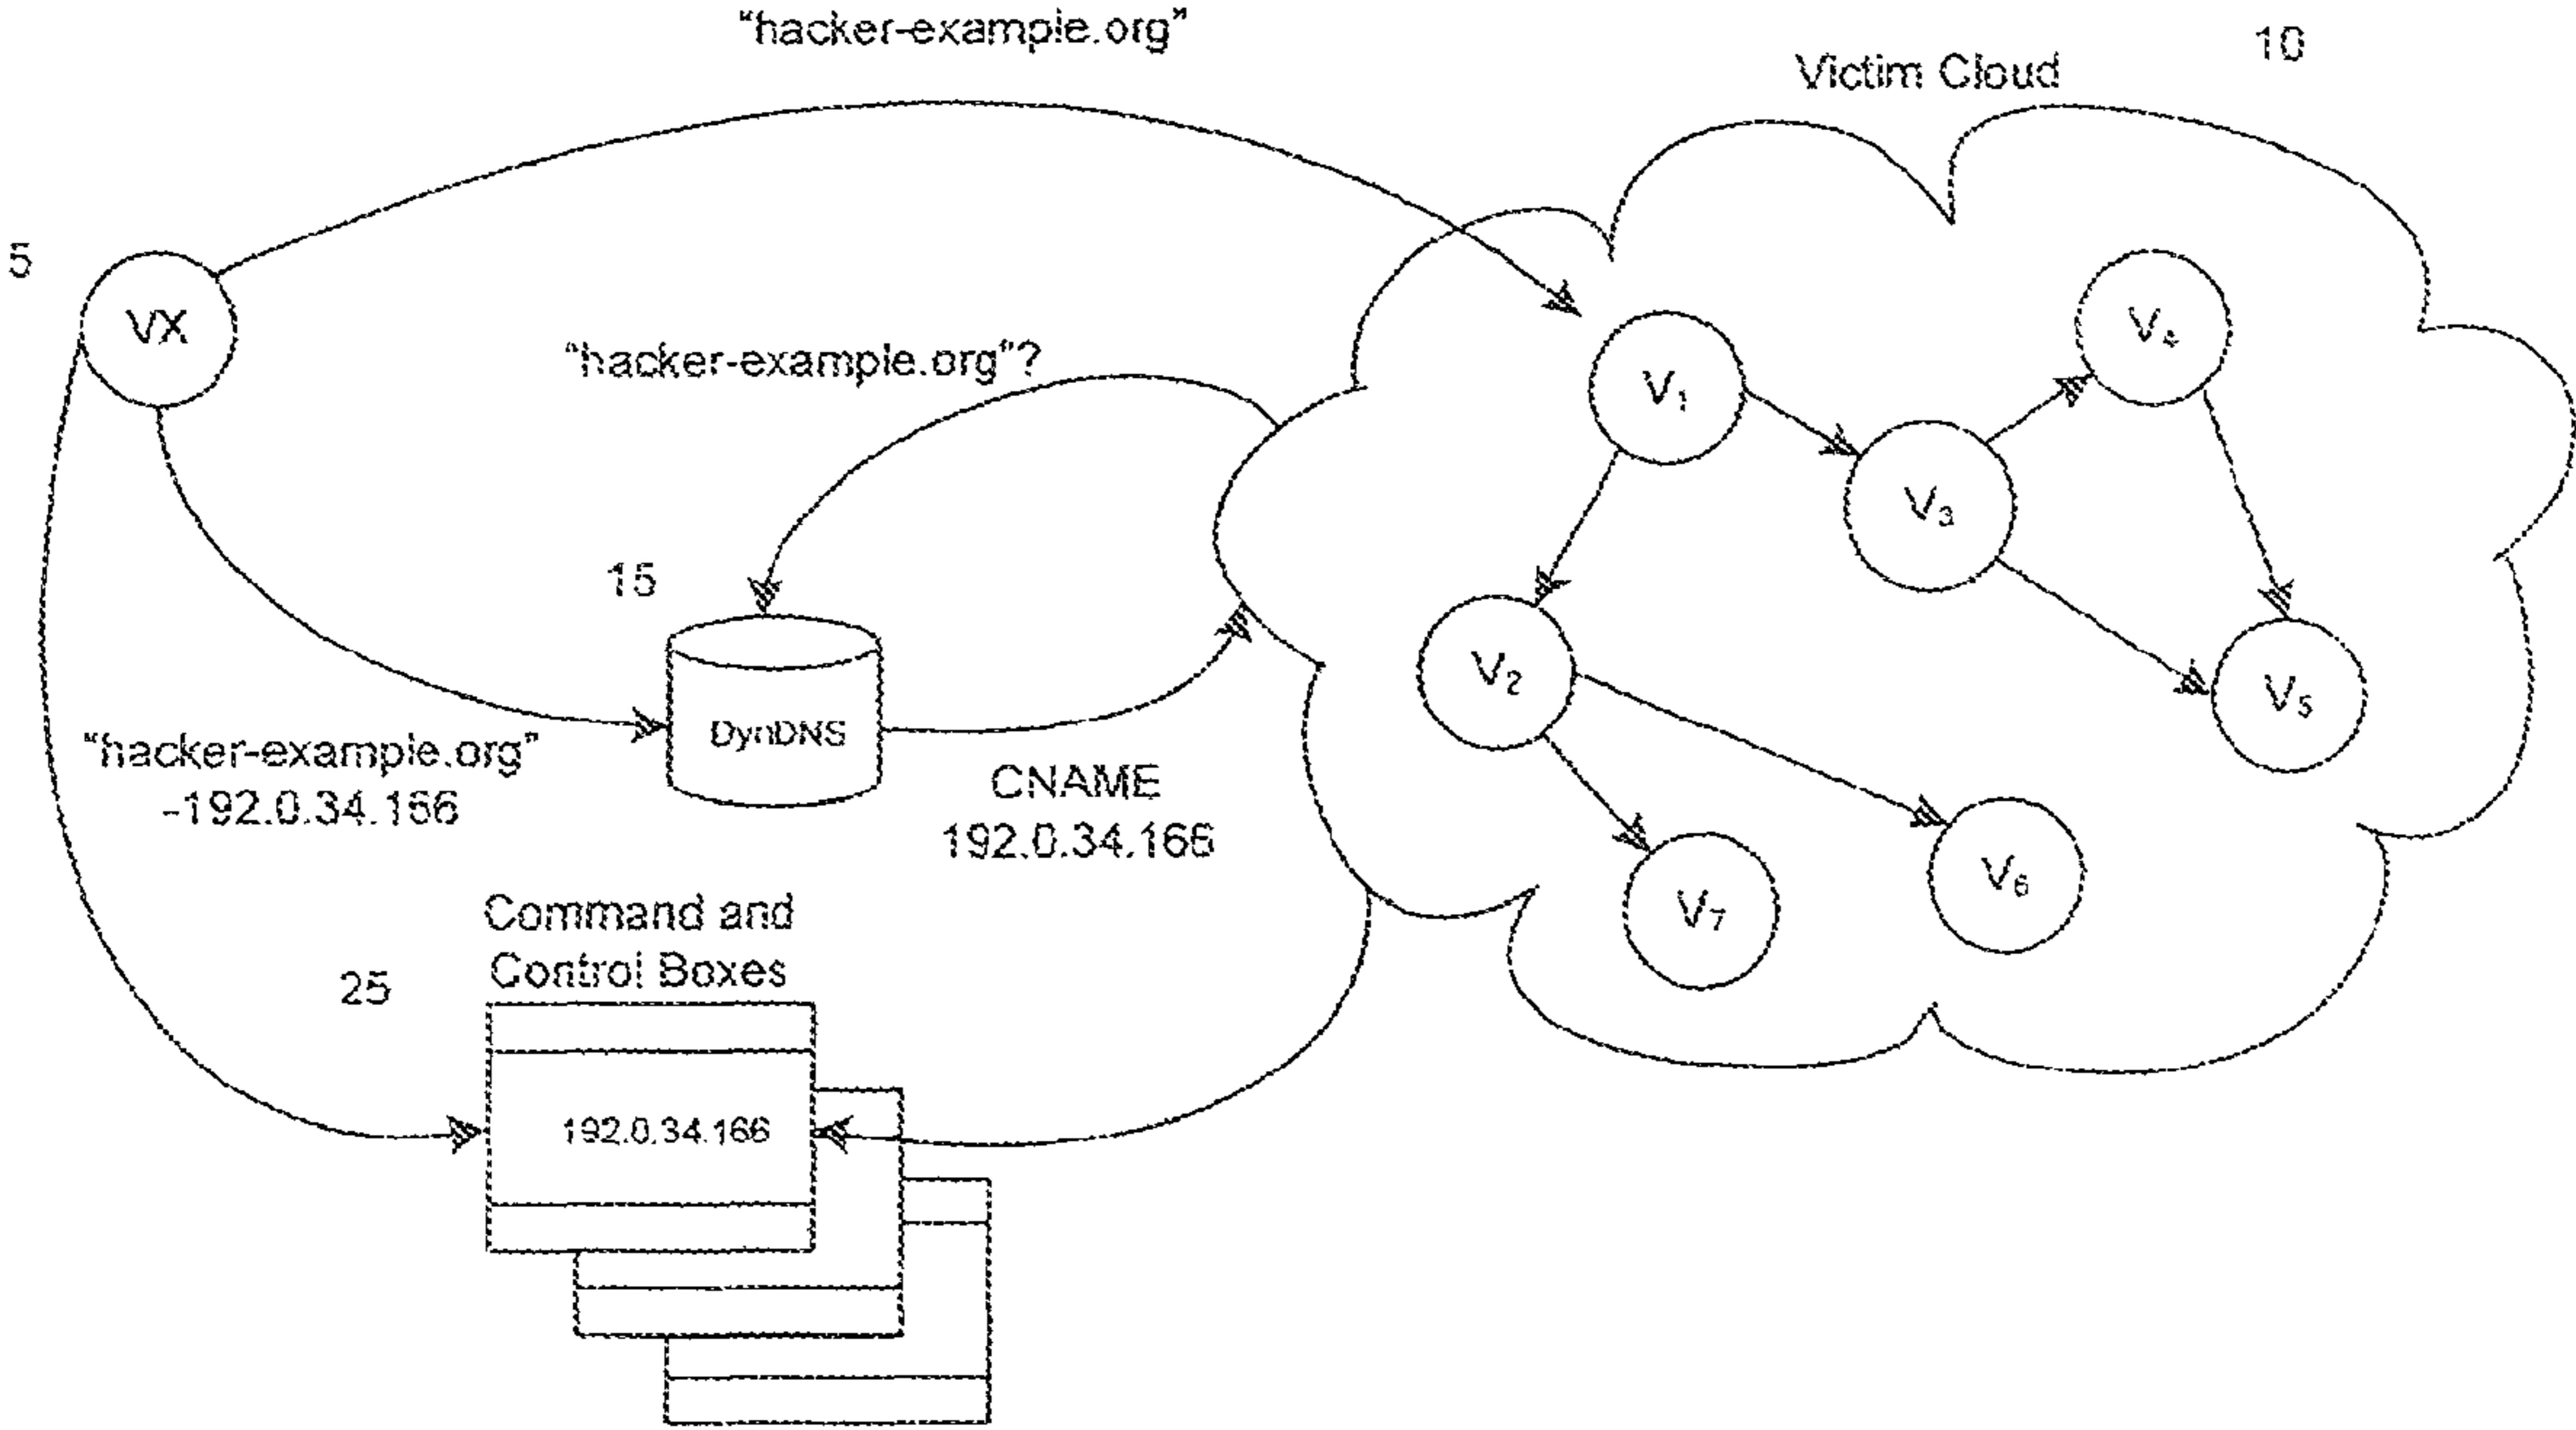 "hacker-example.org"
10
Victim Cloud
5
VX
"hacker-example.org"?
V1
V4
V3
15
V2
V5
DynDNS
"hacker-example.org"
-192.0.34.166
CNAME
192.0.34.166
V6
V7
Command and
Control Boxes
25
192.0.34.166